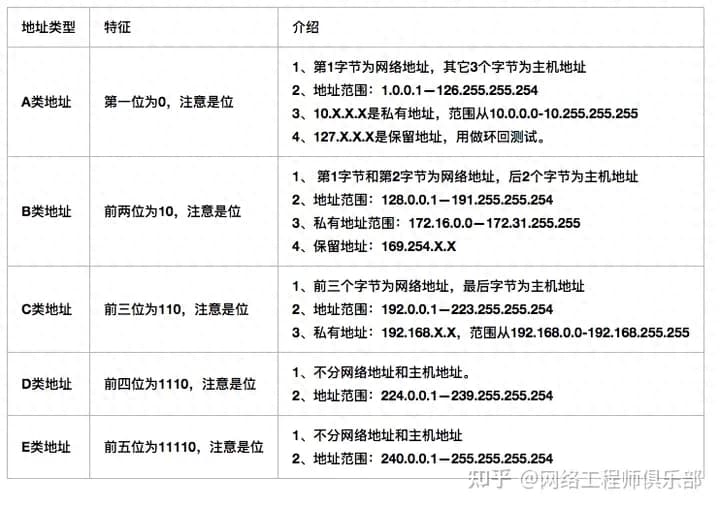 地址类型 特征 介绍
A类地址 第一位为0，注意是位
1、第1字节为网络地址，其它3个字节为主机地址
2、地址范围：1.0.0.1—126.255.255.254
3、10.X.X.X是私有地址，范围从10.0.0.0-10.255.255.255
4、127.X.X.X是保留地址，用做环回测试。
B类地址 前两位为10，注意是位
1、 第1字节和第2字节为网络地址，后2个字节为主机地址
2、地址范围：128.0.0.1—191.255.255.254
3、私有地址范围：172.16.0.0—172.31.255.255
4、保留地址：169.254.X.X
C类地址 前三位为110，注意是位
1、前三个字节为网络地址，最后字节为主机地址
2、地址范围：192.0.0.1—223.255.255.254
3、私有地址：192.168.X.X，范围从192.168.0.0-192.168.255.255
D类地址 前四位为1110，注意是位
1、不分网络地址和主机地址。
2、地址范围：224.0.0.1—239.255.255.254
E类地址 前五位为11110，注意是位
1、不分网络地址和主机地址
2、地址范围：240.0.0.1—255.255.255.254
知乎 @网络工程师俱乐部